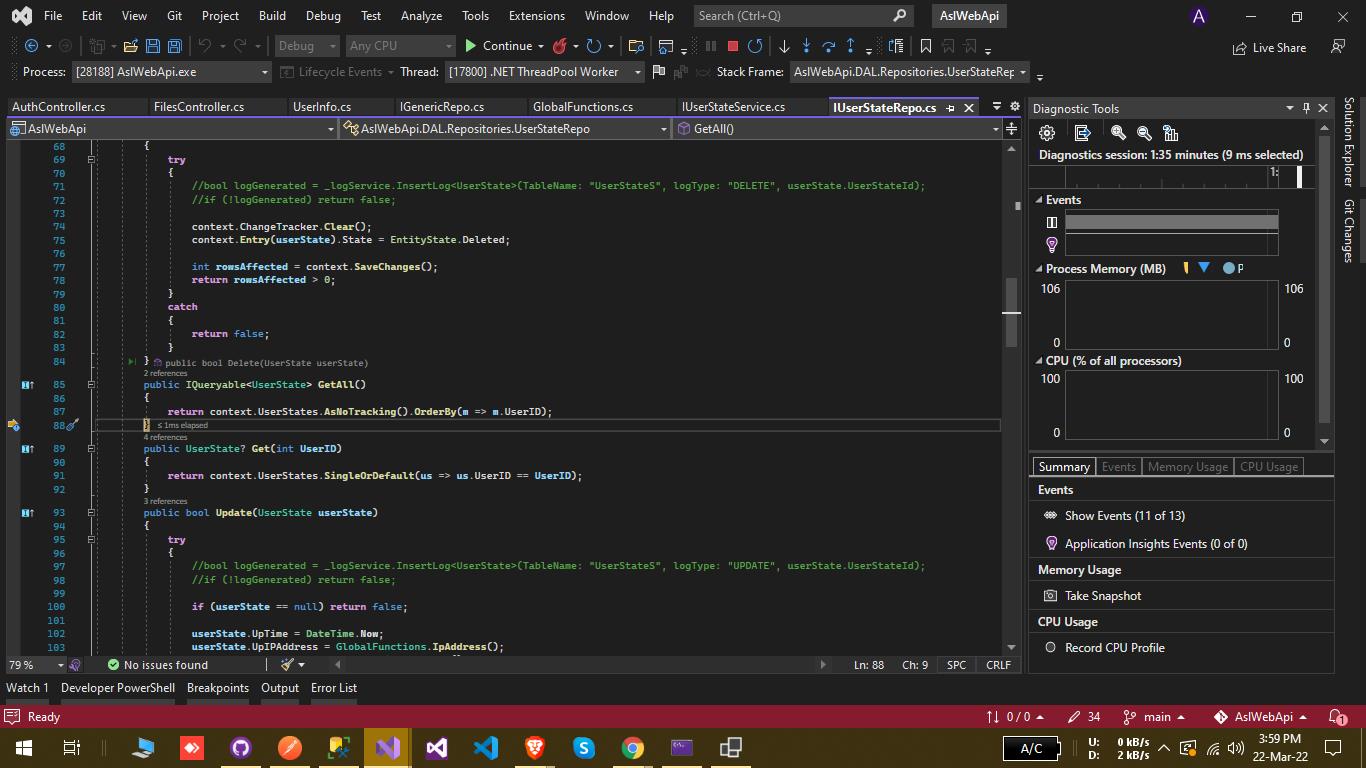 File Edit View Git Project Build Debug Test Analyze Tools Extensions Window Help Search (Ctrl+Q) AslWebApi A
Debug Any CPU Continue Live Share
Process: [28188] AslWebApi.exe Lifecycle Events Thread: [17800] .NET ThreadPool Worker Stack Frame: AslWebApi.DAL.Repositories.UserStateRep
AuthController.cs FilesController.cs UserInfo.cs IGenericRepo.cs GlobalFunctions.cs IUserStateService.cs IUserStateRepo.cs
AslWebApi AslWebApi.DAL.Repositories.UserStateRepo GetAll()
68 {
69 try
70 {
71 //bool logGenerated = _logService.InsertLog<UserState>(TableName: "UserStateS", logType: "DELETE", userState.UserStateId);
72 //if (!logGenerated) return false;
73
74 context.ChangeTracker.Clear();
75 context.Entry(userState).State = EntityState.Deleted;
76
77 int rowsAffected = context.SaveChanges();
78 return rowsAffected > 0;
79 }
80 catch
81 {
82 return false;
83 }
84 } public bool Delete(UserState userState)
2 references
85 public IQueryable<UserState> GetAll()
86 {
87 return context.UserStates.AsNoTracking().OrderBy(m => m.UserID);
88 } ≤ 1ms elapsed
4 references
89 public UserState? Get(int UserID)
90 {
91 return context.UserStates.SingleOrDefault(us => us.UserID == UserID);
92 }
3 references
93 public bool Update(UserState userState)
94 {
95 try
96 {
97 //bool logGenerated = _logService.InsertLog<UserState>(TableName: "UserStateS", logType: "UPDATE", userState.UserStateId);
98 //if (!logGenerated) return false;
99
100 if (userState == null) return false;
101
102 userState.UpTime = DateTime.Now;
103 userState.UpIPAddress = GlobalFunctions.IpAddress();
79 % No issues found Ln: 88 Ch: 9 SPC CRLF
Diagnostic Tools
Diagnostics session: 1:35 minutes (9 ms selected)
1:
Events
Process Memory (MB) P
106 106
0 0
CPU (% of all processors)
100 100
0 0
Summary Events Memory Usage CPU Usage
Events
Show Events (11 of 13)
Application Insights Events (0 of 0)
Memory Usage
Take Snapshot
CPU Usage
Record CPU Profile
Solution Explorer
Git Changes
Watch 1 Developer PowerShell Breakpoints Output Error List
Ready 0 / 0 34 main AslWebApi 1
A/C U: 0 kB/s D: 2 kB/s 3:59 PM
22-Mar-22